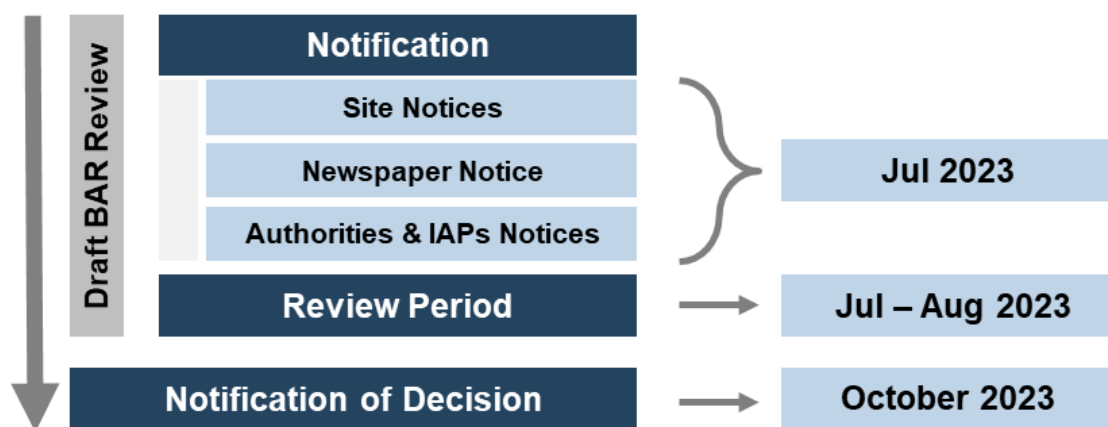 Draft BAR Review
Notification
Site Notices
Newspaper Notice
Authorities & IAPs Notices
Jul 2023
Review Period
Jul – Aug 2023
Notification of Decision
October 2023